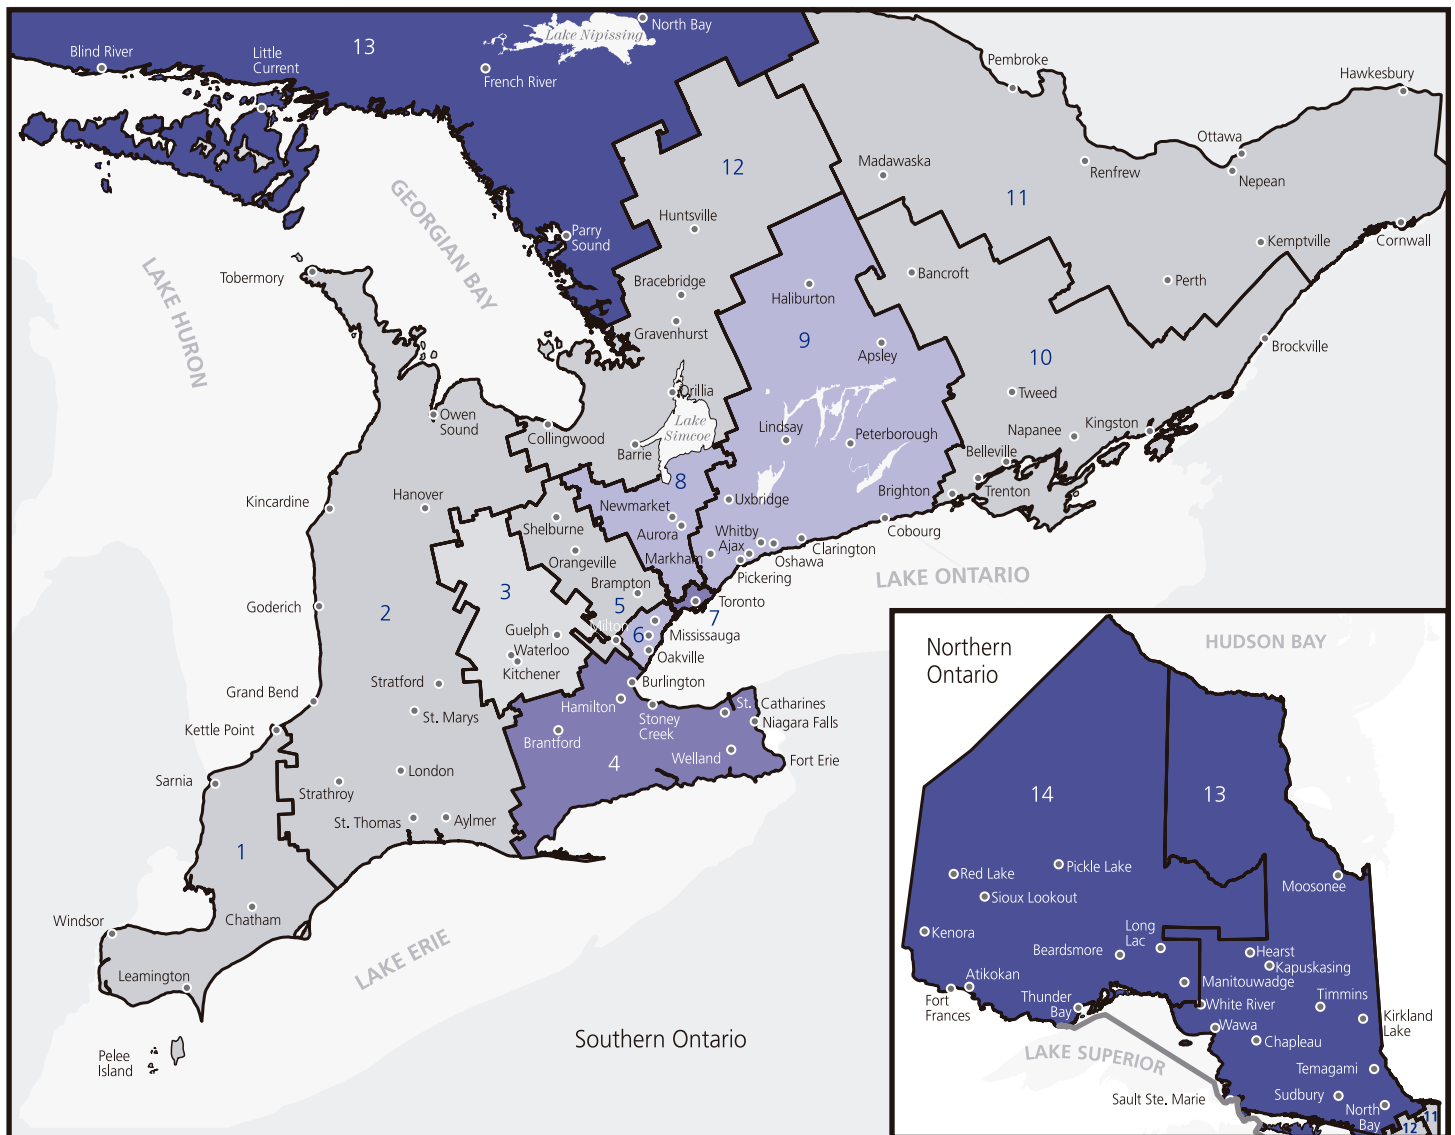 North Bay
Lake Nipissing
13
Blind River
Little
Current
French River
Pembroke
Hawkesbury
Ottawa
Nepean
Renfrew
Madawaska
12
11
GEORGIAN BAY
Huntsville
Parry
Sound
Kemptville
Cornwall
LAKE HURON
Tobermory
Bracebridge
Bancroft
Perth
Haliburton
Gravenhurst
9
Apsley
10
Brockville
Orillia
Tweed
Owen
Sound
Lake
Simcoe
Collingwood
Barrie
Lindsay
Peterborough
Napanee
Kingston
Belleville
8
Kincardine
Hanover
Newmarket
Uxbridge
Brighton
Trenton
Shelburne
Aurora
Whitby
Ajax
Cobourg
Clarington
Markham
Oshawa
Orangeville
Pickering
Brampton
LAKE ONTARIO
3
5
Toronto
7
Goderich
2
Guelph
Milton
6
Mississauga
Waterloo
Oakville
Kitchener
Stratford
Burlington
Grand Bend
Hamilton
St. Catharines
St. Marys
Stoney
Creek
Niagara Falls
Kettle Point
Brantford
4
Welland
Fort Erie
Sarnia
London
Strathroy
St. Thomas
Aylmer
1
Windsor
Chatham
LAKE ERIE
Leamington
Pelee
Island
Southern Ontario
Northern
Ontario
HUDSON BAY
14
13
Red Lake
Pickle Lake
Moosonee
Sioux Lookout
Kenora
Long
Lac
Beardsmore
Hearst
Kapuskasing
Atikokan
Manitouwadge
Fort
Frances
Thunder
Bay
White River
Timmins
Kirkland
Lake
Wawa
Chapleau
LAKE SUPERIOR
Temagami
Sault Ste. Marie
Sudbury
North
Bay
11
12